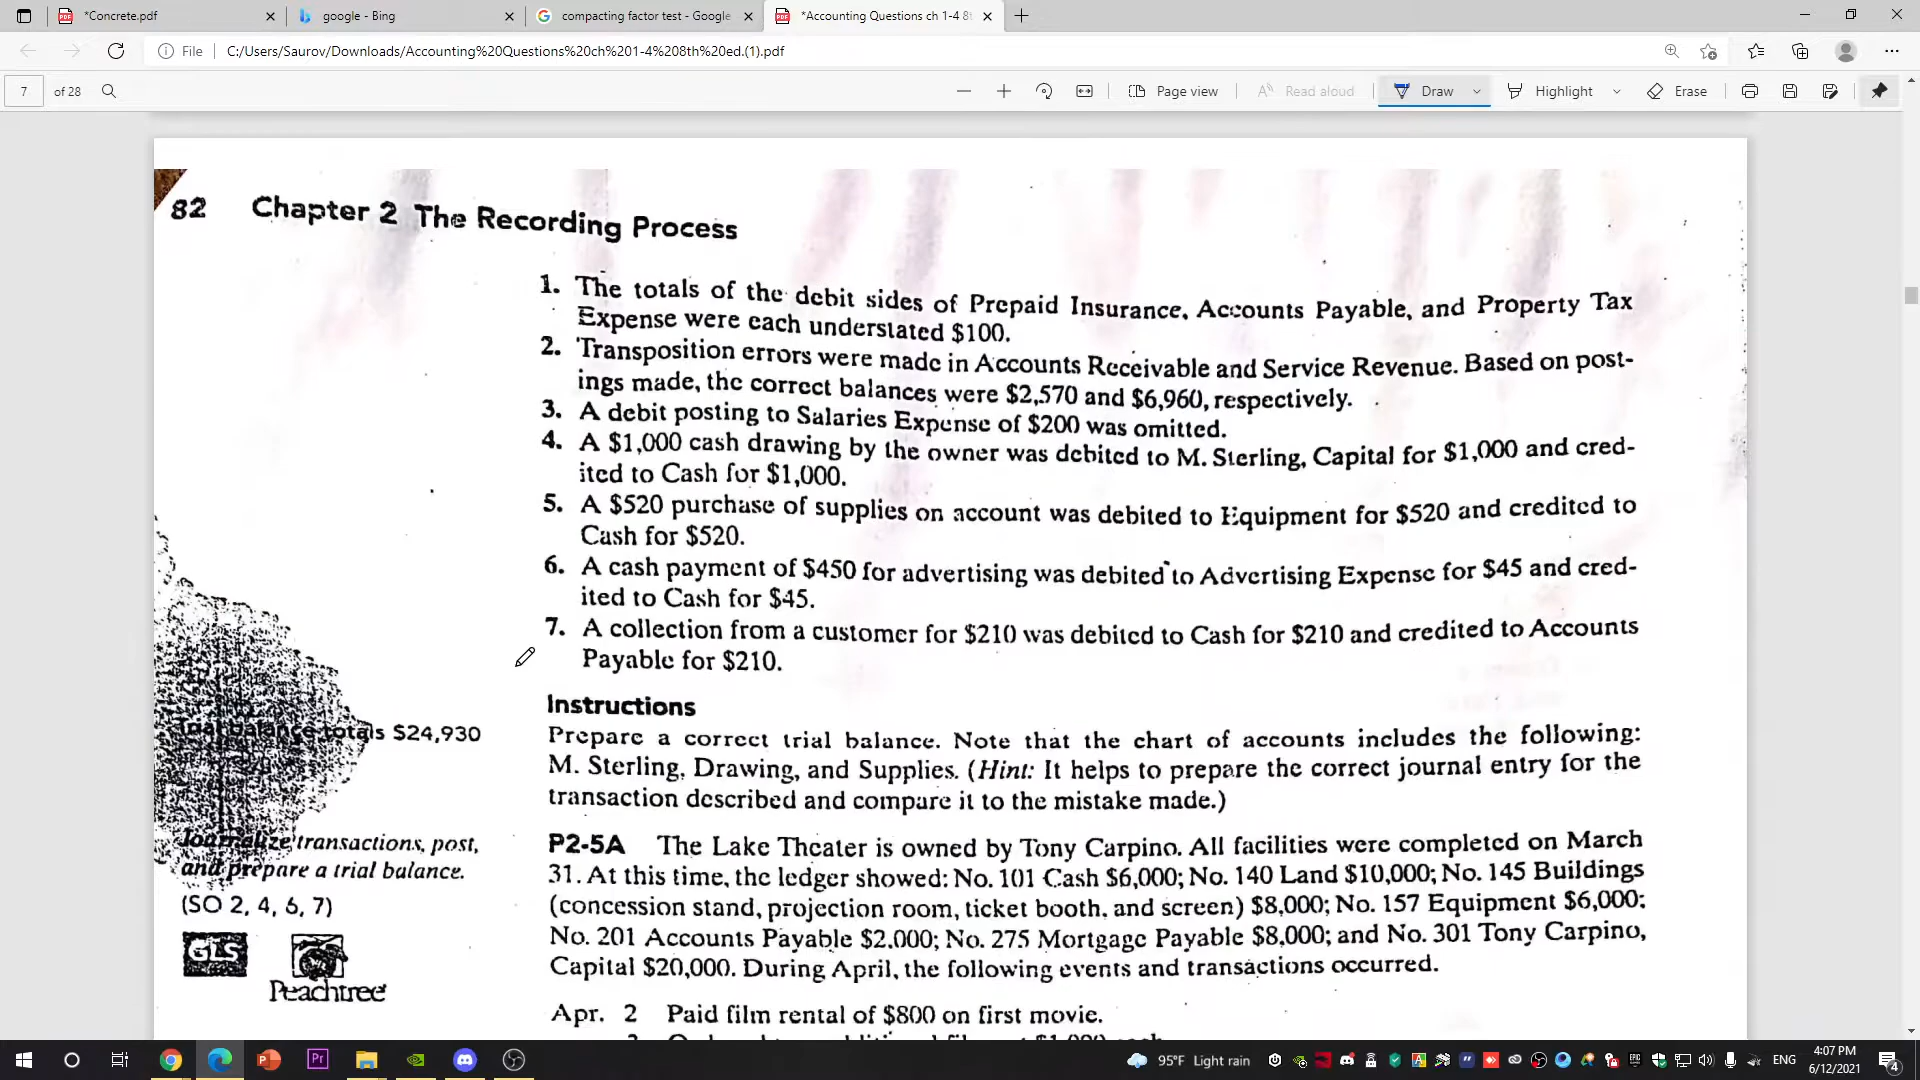 *Concrete.pdf
google - Bing
compacting factor test - Google
*Accounting Questions ch 1-4 8t
File
C:/Users/Saurov/Downloads/Accounting%20Questions%20ch%201-4%208th%20ed.(1).pdf
7 of 28
Page view
Read aloud
Draw
Highlight
Erase
82 Chapter 2 The Recording Process
1. The totals of the debit sides of Prepaid Insurance, Accounts Payable, and Property Tax
Expense were each understated $100.
2. Transposition errors were made in Accounts Receivable and Service Revenue. Based on post-
ings made, the correct balances were $2,570 and $6,960, respectively.
3. A debit posting to Salaries Expense of $200 was omitted.
4. A $1,000 cash drawing by the owner was debited to M. Sterling, Capital for $1,000 and cred-
ited to Cash for $1,000.
5. A $520 purchase of supplies on account was debited to Equipment for $520 and credited to
Cash for $520.
6. A cash payment of $450 for advertising was debited to Advertising Expense for $45 and cred-
ited to Cash for $45.
7. A collection from a customer for $210 was debited to Cash for $210 and credited to Accounts
Payable for $210.
Instructions
Trial balance totals $24,930
Prepare a correct trial balance. Note that the chart of accounts includes the following:
M. Sterling, Drawing, and Supplies. (Hint: It helps to prepare the correct journal entry for the
transaction described and compare it to the mistake made.)
Journalize transactions, post,
and prepare a trial balance.
(SO 2, 4, 6, 7)
GLS
Peachtree
P2-5A The Lake Theater is owned by Tony Carpino. All facilities were completed on March
31. At this time, the ledger showed: No. 101 Cash $6,000; No. 140 Land $10,000; No. 145 Buildings
(concession stand, projection room, ticket booth, and screen) $8,000; No. 157 Equipment $6,000;
No. 201 Accounts Payable $2,000; No. 275 Mortgage Payable $8,000; and No. 301 Tony Carpino,
Capital $20,000. During April, the following events and transactions occurred.
Apr. 2 Paid film rental of $800 on first movie.
95°F Light rain
ENG
4:07 PM
6/12/2021
4